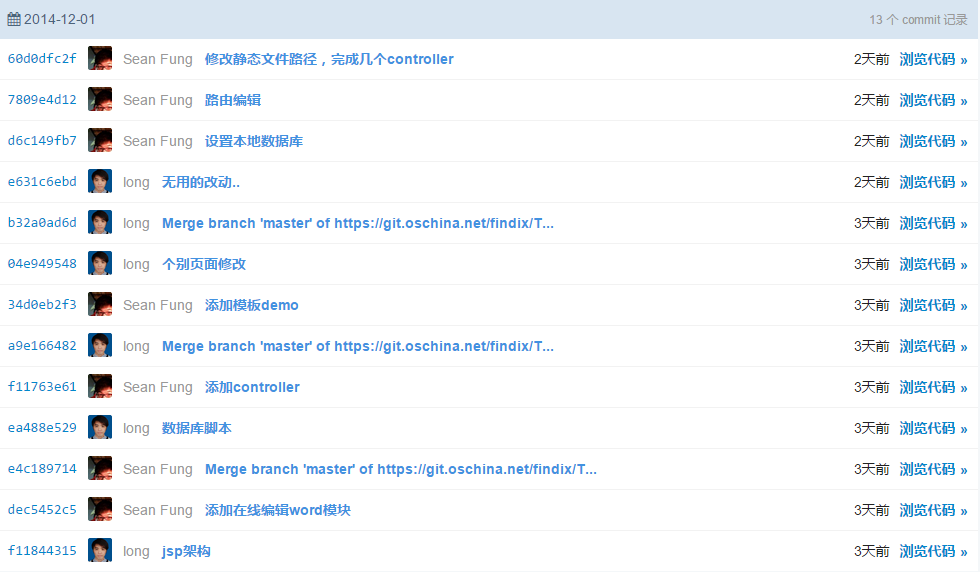 2014-12-01 13 个 commit 记录
60d0dfc2f Sean Fung 修改静态文件路径，完成几个controller 2天前 浏览代码 »
7809e4d12 Sean Fung 路由编辑 2天前 浏览代码 »
d6c149fb7 Sean Fung 设置本地数据库 2天前 浏览代码 »
e631c6ebd long 无用的改动.. 2天前 浏览代码 »
b32a0ad6d long Merge branch 'master' of https://git.oschina.net/findix/T... 3天前 浏览代码 »
04e949548 long 个别页面修改 3天前 浏览代码 »
34d0eb2f3 Sean Fung 添加模板demo 3天前 浏览代码 »
a9e166482 long Merge branch 'master' of https://git.oschina.net/findix/T... 3天前 浏览代码 »
f11763e61 Sean Fung 添加controller 3天前 浏览代码 »
ea488e529 long 数据库脚本 3天前 浏览代码 »
e4c189714 Sean Fung Merge branch 'master' of https://git.oschina.net/findix/T... 3天前 浏览代码 »
dec5452c5 Sean Fung 添加在线编辑word模块 3天前 浏览代码 »
f11844315 long jsp架构 3天前 浏览代码 »